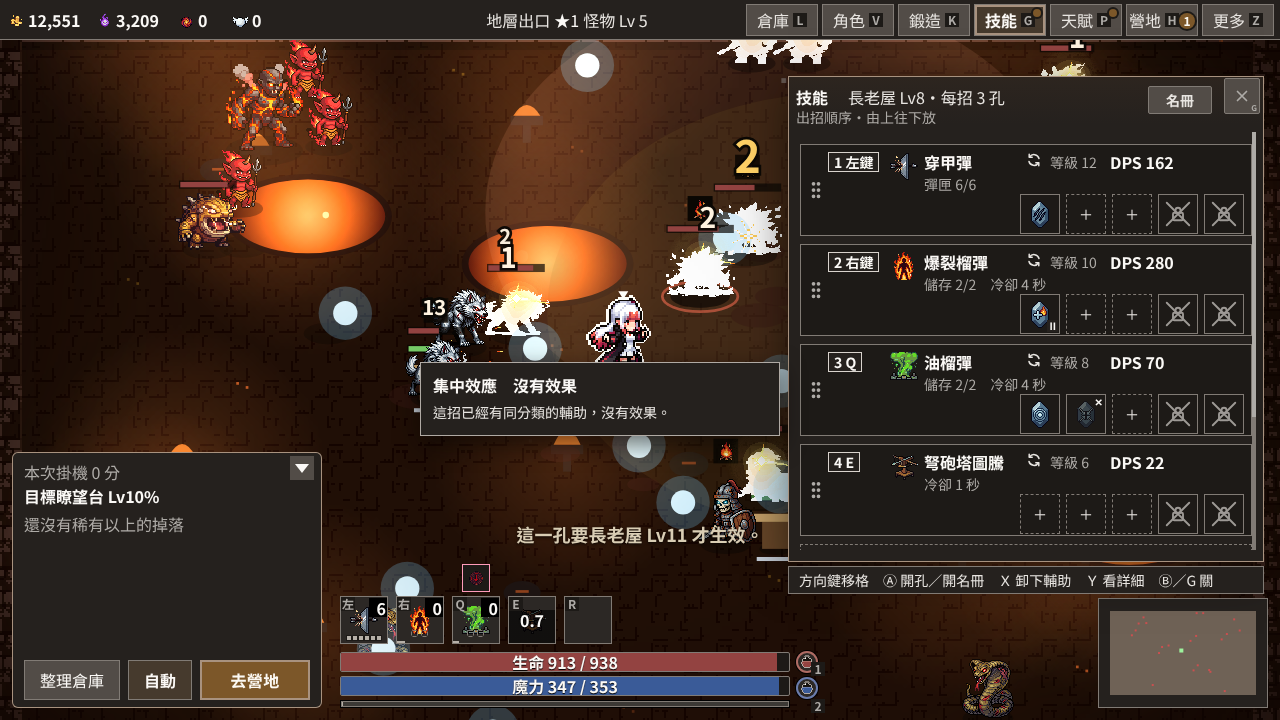 12,551 3,209 0 0
地層出口 ★1 怪物 Lv 5
倉庫 L 角色 V 鍛造 K 技能 G 天賦 P 營地 H 1 更多 Z
技能 長老屋 Lv8・每招 3 孔
出招順序・由上往下放
名冊
× G
1 左鍵 穿甲彈 等級 12 DPS 162
彈匣 6/6
+ +
2 右鍵 爆裂榴彈 等級 10 DPS 280
儲存 2/2 冷卻 4 秒
II + +
3 Q 油榴彈 等級 8 DPS 70
儲存 2/2 冷卻 4 秒
× +
4 E 弩砲塔圖騰 等級 6 DPS 22
冷卻 1 秒
+ + +
方向鍵移格 Ⓐ 開孔／開名冊 X 卸下輔助 Y 看詳細 Ⓑ／G 關
2
2
2
1
13
集中效應 沒有效果
這招已經有同分類的輔助，沒有效果。
這一孔要長老屋 Lv11 才生效。
本次掛機 0 分
目標瞭望台 Lv10%
還沒有稀有以上的掉落
整理倉庫 自動 去營地
左 6 右 0 Q 0 E 0.7 R
生命 913 / 938
1
魔力 347 / 353
2